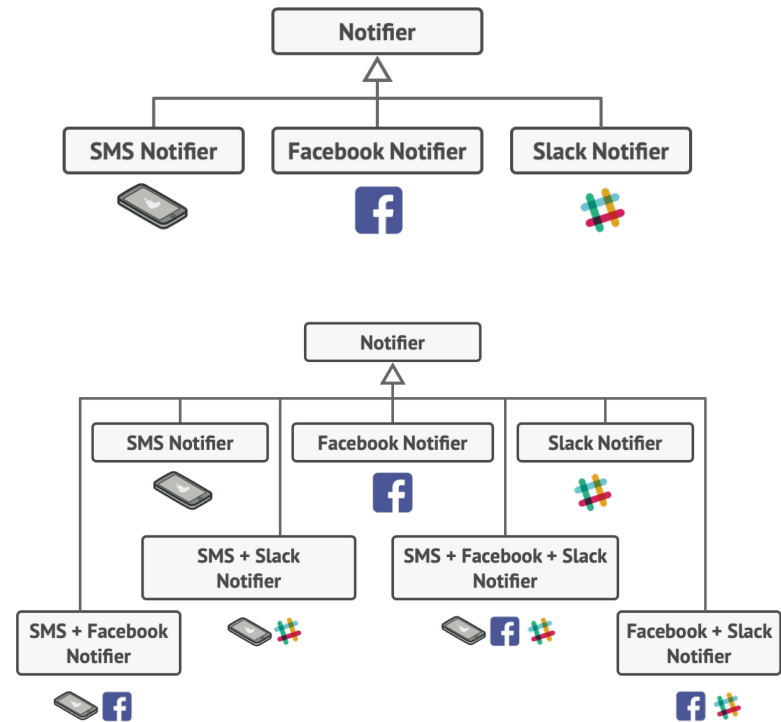 Notifier
SMS Notifier
Facebook Notifier
Slack Notifier
Notifier
SMS Notifier
Facebook Notifier
Slack Notifier
SMS + Slack
Notifier
SMS + Facebook + Slack
Notifier
SMS + Facebook
Notifier
Facebook + Slack
Notifier